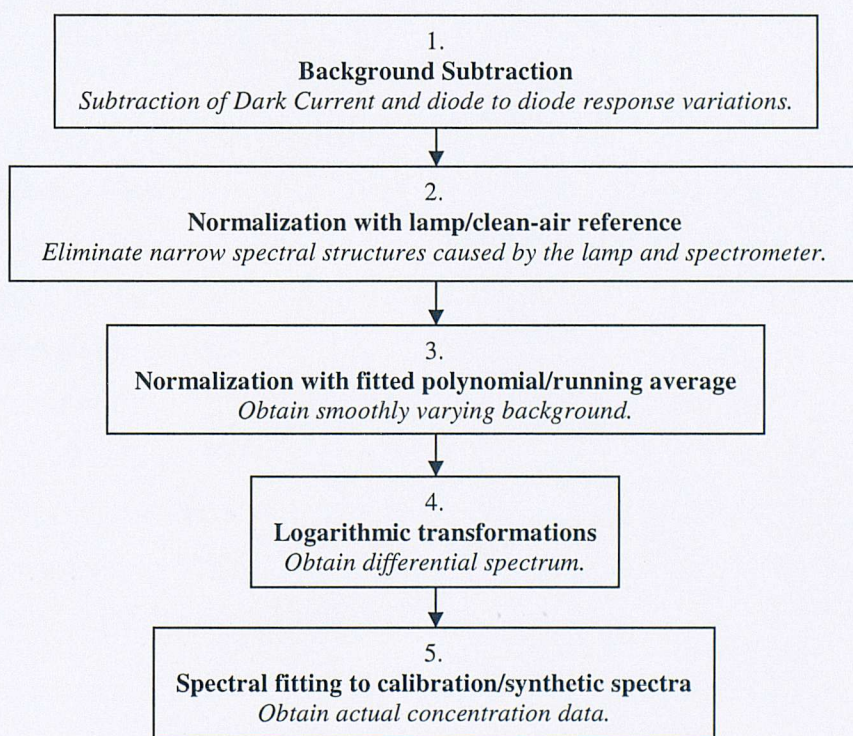 1.
Background Subtraction
Subtraction of Dark Current and diode to diode response variations.
2.
Normalization with lamp/clean-air reference
Eliminate narrow spectral structures caused by the lamp and spectrometer.
3.
Normalization with fitted polynomial/running average
Obtain smoothly varying background.
4.
Logarithmic transformations
Obtain differential spectrum.
5.
Spectral fitting to calibration/synthetic spectra
Obtain actual concentration data.